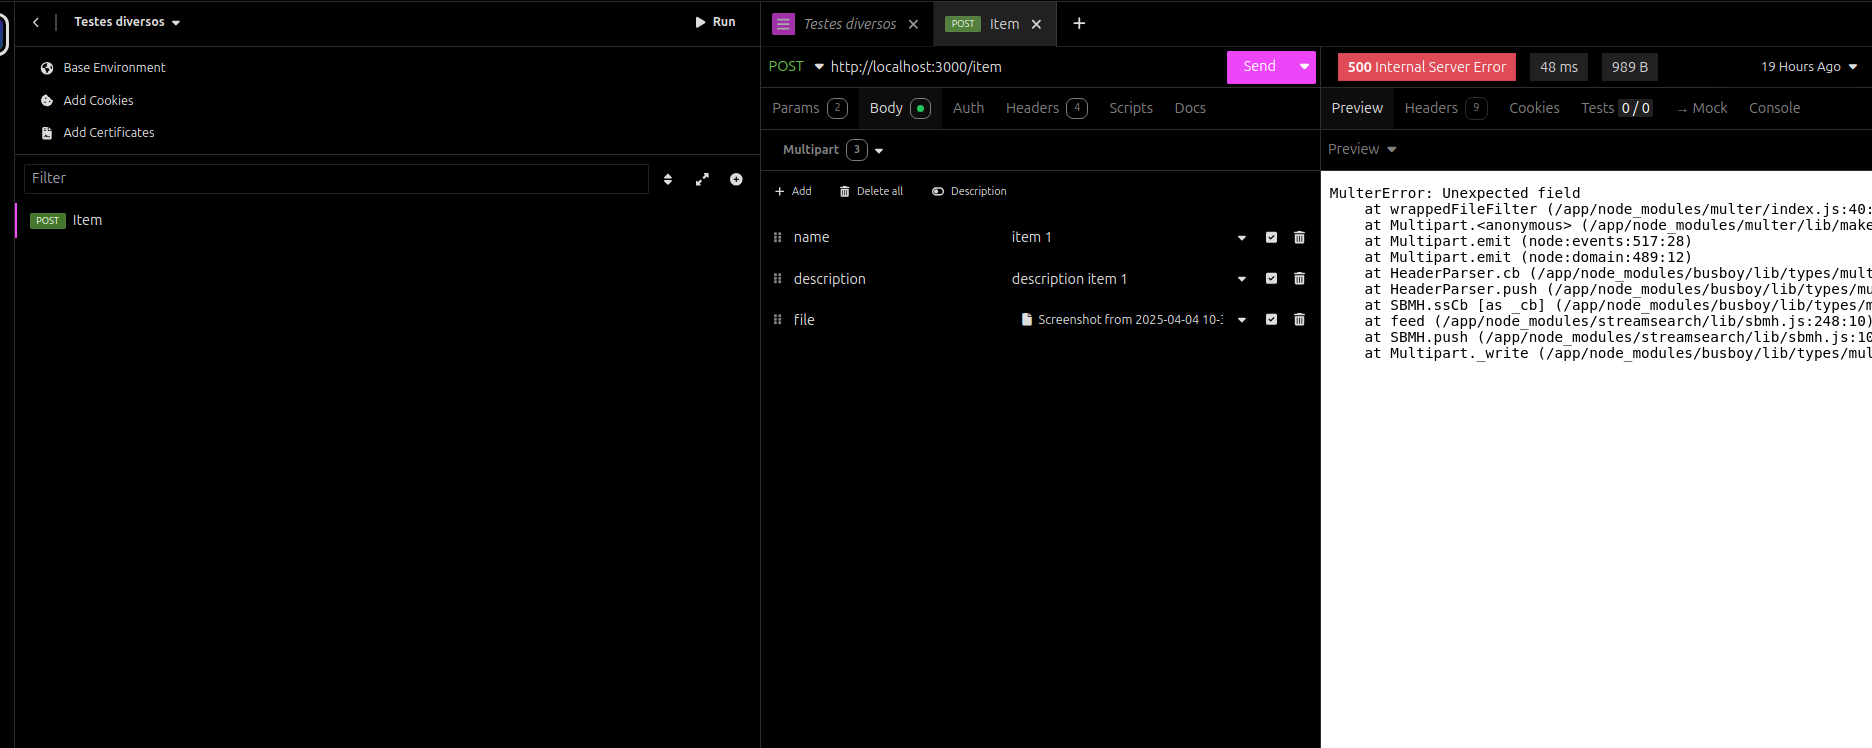 Testes diversos
Run
Base Environment
Add Cookies
Add Certificates
Filter
POST Item
Testes diversos
POST Item
POST http://localhost:3000/item
Send
Params 2 Body Auth Headers 4 Scripts Docs
Multipart 3
Add Delete all Description
name item 1
description description item 1
file Screenshot from 2025-04-04 10-
500 Internal Server Error 48 ms 989 B 19 Hours Ago
Preview Headers 9 Cookies Tests 0 / 0 → Mock Console
Preview
MulterError: Unexpected field
at wrappedFileFilter (/app/node_modules/multer/index.js:40:
at Multipart.<anonymous> (/app/node_modules/multer/lib/make
at Multipart.emit (node:events:517:28)
at Multipart.emit (node:domain:489:12)
at HeaderParser.cb (/app/node_modules/busboy/lib/types/mult
at HeaderParser.push (/app/node_modules/busboy/lib/types/mu
at SBMH.ssCb [as _cb] (/app/node_modules/busboy/lib/types/m
at feed (/app/node_modules/streamsearch/lib/sbmh.js:248:10)
at SBMH.push (/app/node_modules/streamsearch/lib/sbmh.js:10
at Multipart._write (/app/node_modules/busboy/lib/types/mul